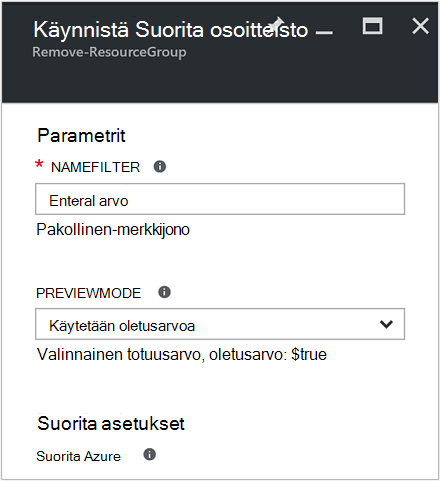 Käynnistä Suorita osoitteisto
Remove-ResourceGroup
Parametrit
* NAMEFILTER
Enteral arvo
Pakollinen-merkkijono
PREVIEWMODE
Käytetään oletusarvoa
Valinnainen totuusarvo, oletusarvo: $true
Suorita asetukset
Suorita Azure